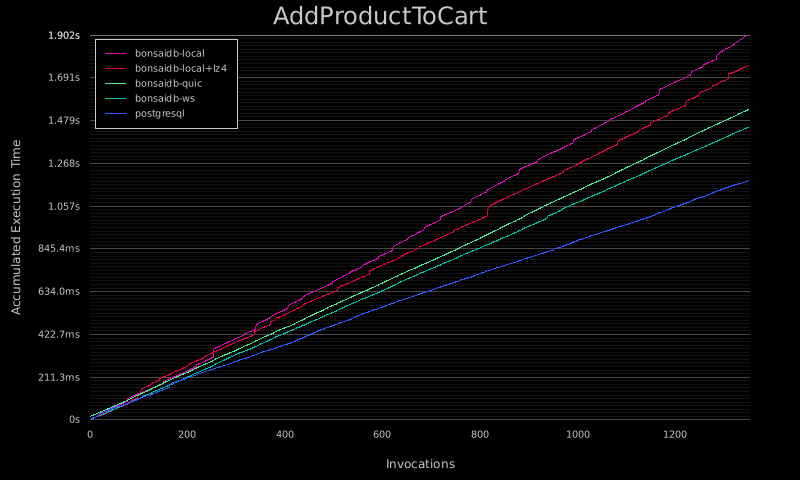 AddProductToCart
1.902s
1.691s
1.479s
1.268s
1.057s
845.4ms
634.0ms
422.7ms
211.3ms
0s
bonsaidb-local
bonsaidb-local+lz4
bonsaidb-quic
bonsaidb-ws
postgresql
Accumulated Execution Time
0 200 400 600 800 1000 1200
Invocations